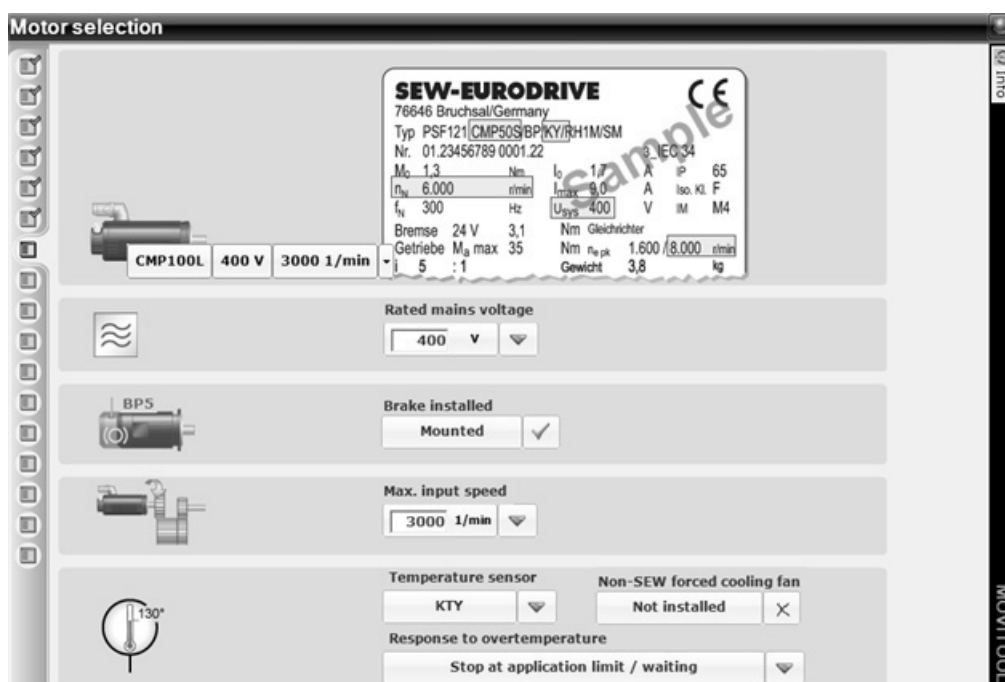 Motor selection
Info
SEW-EURODRIVE CE
76646 Bruchsal/Germany
Typ PSF121 CMP50S/BP/KY/RH1M/SM
Nr. 01.23456789 0001.22 3~IEC 34
M0 1,3 Nm I0 1,7 A IP 65
nN 6.000 r/min Imax 9,0 A Iso. Kl. F
fN 300 Hz Usys 400 V IM M4
Bremse 24 V 3,1 Nm Gleichrichter
Getriebe Ma max 35 Nm ne pk 1.600 / 8.000 r/min
i 5 :1 Gewicht 3,8 kg
Sample
CMP100L 400 V 3000 1/min
Rated mains voltage
400 V
BP5
Brake installed
Mounted
Max. input speed
3000 1/min
Temperature sensor Non-SEW forced cooling fan
130°
KTY Not installed
Response to overtemperature
Stop at application limit / waiting